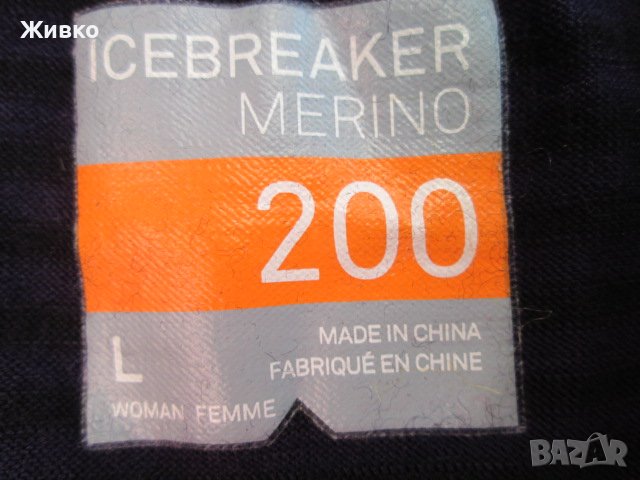 Живко
ICEBREAKER
MERINO
200
L
MADE IN CHINA
FABRIQUÉ EN CHINE
WOMAN FEMME
BAZAR